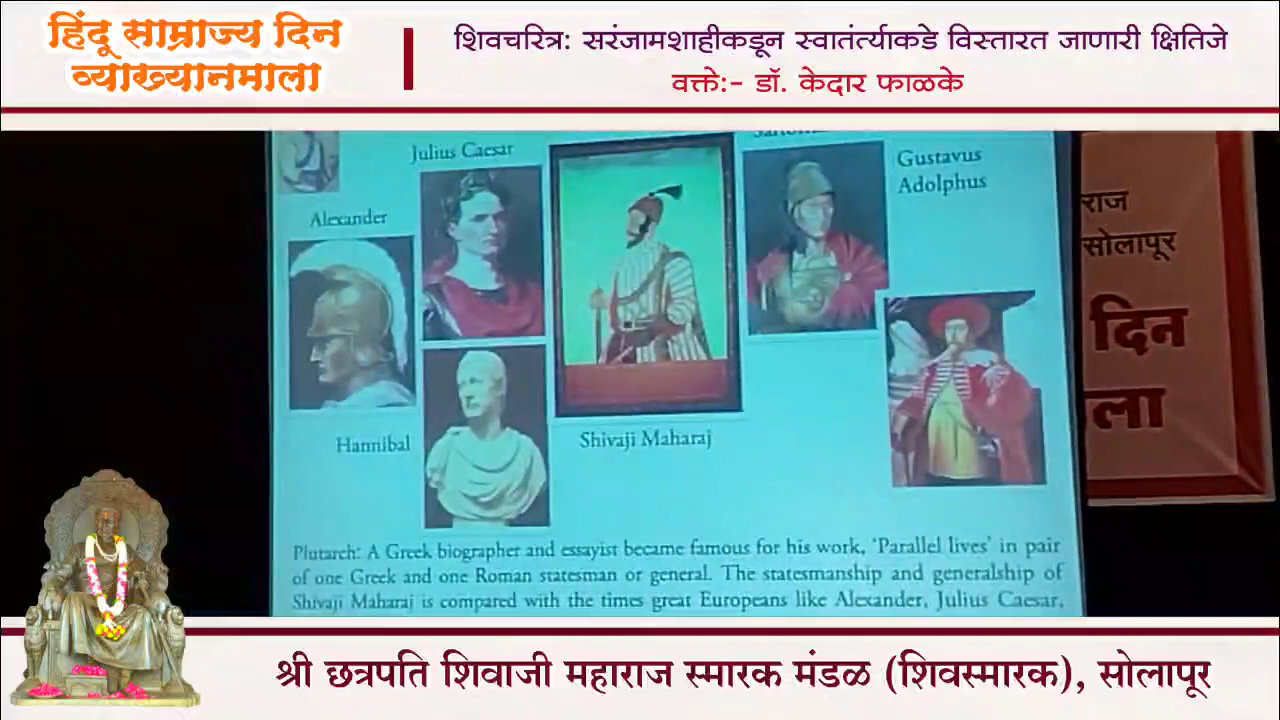 हिंदू साम्राज्य दिन
व्याख्यानमाला
शिवचरित्र: सरंजामशाहीकडून स्वातंत्र्याकडे विस्तारत जाणारी क्षितिजे
वक्ते:- डॉ. केदार फाळके
Julius Caesar
Gustavus
Adolphus
Alexander
Hannibal
Shivaji Maharaj
राज
सोलापूर
दिन
ला
Plutarch: A Greek biographer and essayist became famous for his work, 'Parallel lives' in pair
of one Greek and one Roman statesman or general. The statesmanship and generalship of
Shivaji Maharaj is compared with the times great Europeans like Alexander, Julius Caesar,
श्री छत्रपति शिवाजी महाराज स्मारक मंडळ (शिवस्मारक), सोलापूर